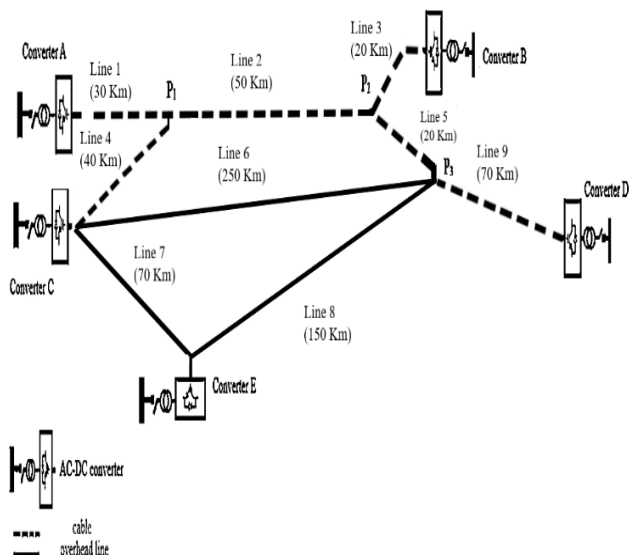 Line 3
(20 Km)
Converter B
Converter A
Line 1
(30 Km)
P1
Line 2
(50 Km)
P2
Line 4
(40 Km)
Line 5
(20 Km)
Line 6
(250 Km)
P3
Line 9
(70 Km)
Converter D
Converter C
Line 7
(70 Km)
Line 8
(150 Km)
Converter E
AC-DC converter
cable
overhead line